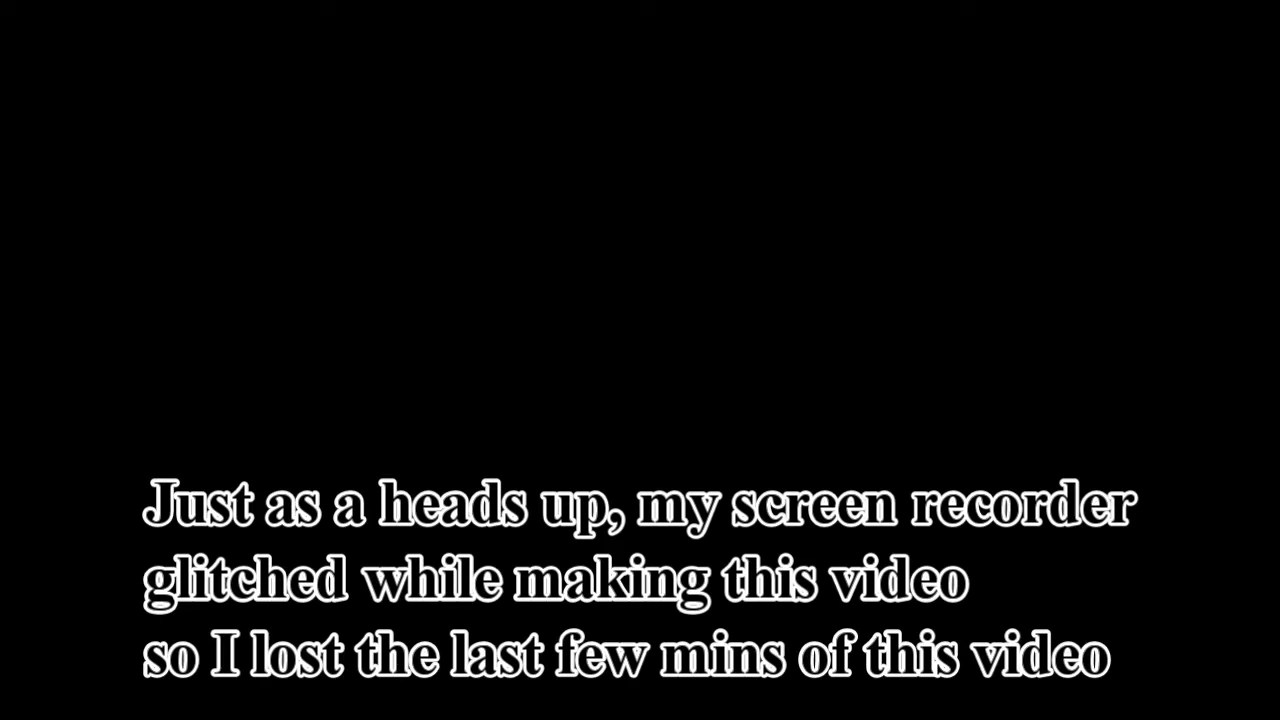 Just as a heads up, my screen recorder
glitched while making this video
so I lost the last few mins of this video